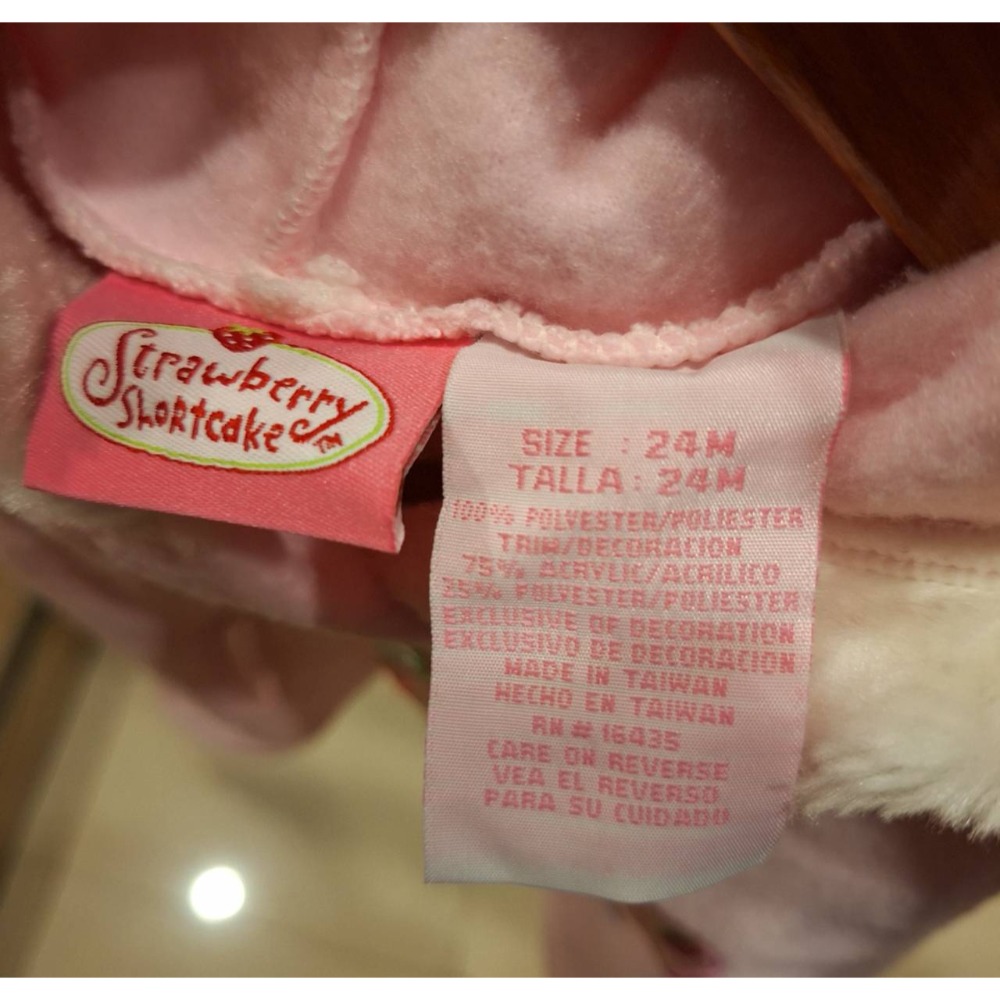 Strawberry
Shortcake™
SIZE : 24M
TALLA : 24M
100% POLYESTER/POLIESTER
TRIM/DECORACION
75% ACRYLIC/ACRILICO
25% POLYESTER/POLIESTER
EXCLUSIVE DE DECORATION
EXCLUSIVO DE DECORACION
MADE IN TAIWAN
HECHO EN TAIWAN
RN # 16435
CARE ON REVERSE
VEA EL REVERSO
PARA SU CUIDADO